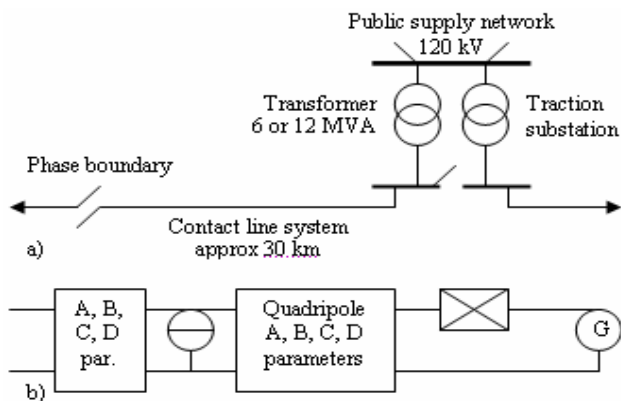 Public supply network
120 kV
Transformer
6 or 12 MVA
Traction
substation
Phase boundary
Contact line system
approx 30 km
a)
A, B,
C, D
par.
Quadripole
A, B, C, D
parameters
G
b)